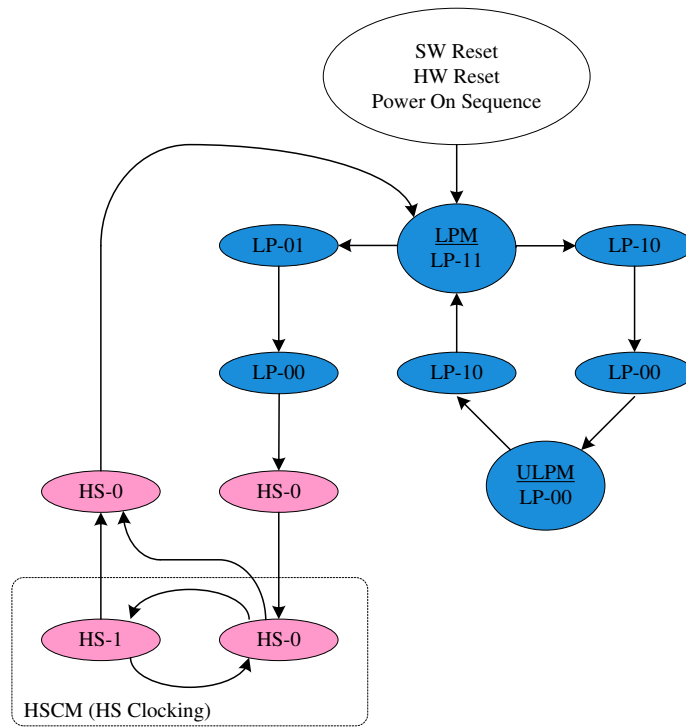 SW Reset
HW Reset
Power On Sequence
LP-01
LPM
LP-11
LP-10
LP-00
LP-10
LP-00
ULPM
LP-00
HS-0
HS-0
HS-1
HS-0
HSCM (HS Clocking)